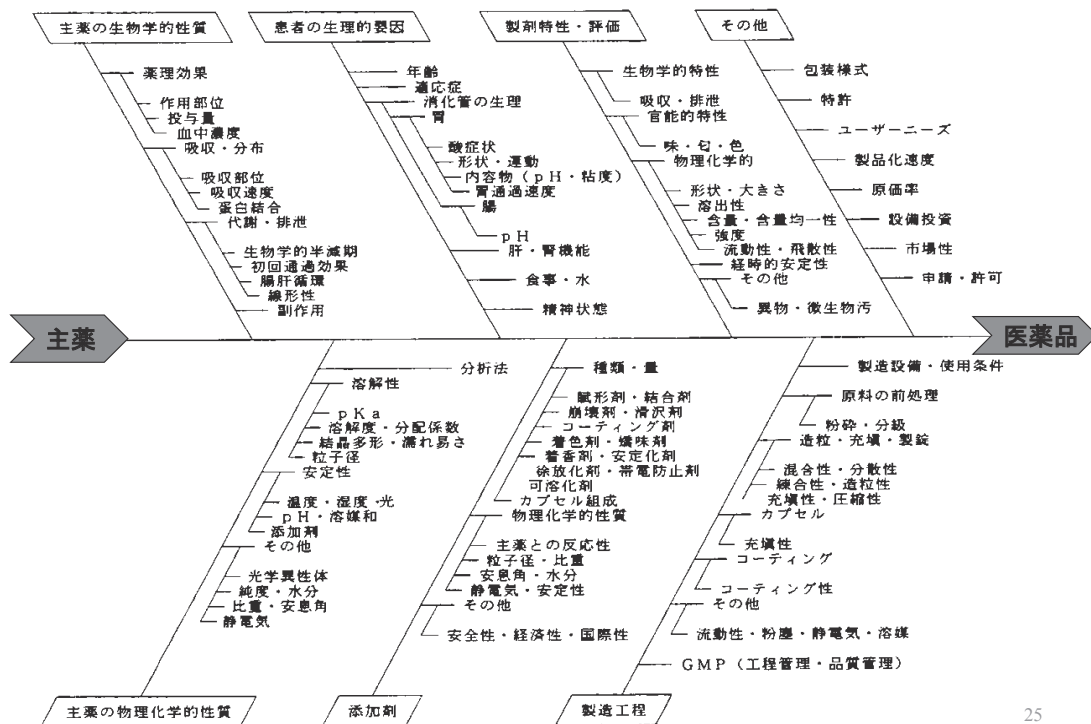 主薬の生物学的性質
薬理効果
作用部位
投与量
血中濃度
吸収・分布
吸収部位
吸収速度
蛋白結合
代謝・排泄
生物学的半減期
初回通過効果
腸肝循環
線形性
副作用
患者の生理的要因
年齢
適応症
消化管の生理
胃
酸症状
形状・運動
内容物（pH・粘度）
胃通過速度
腸
pH
肝・腎機能
食事・水
精神状態
製剤特性・評価
生物学的特性
吸収・排泄
官能的特性
味・匂・色
物理化学的
形状・大きさ
溶出性
含量・含量均一性
強度
流動性・飛散性
経時的安定性
その他
異物・微生物汚
その他
包装様式
特許
ユーザーニーズ
製品化速度
原価率
設備投資
市場性
申請・許可
主薬
医薬品
分析法
溶解性
pKa
溶解度・分配係数
結晶多形・濡れ易さ
粒子径
安定性
温度・湿度・光
pH・溶媒和
添加剤
その他
光学異性体
純度・水分
比重・安息角
静電気
主薬の物理化学的性質
種類・量
賦形剤・結合剤
崩壊剤・滑沢剤
コーティング剤
着色剤・矯味剤
着香剤・安定化剤
徐放化剤・帯電防止剤
可溶化剤
カプセル組成
物理化学的性質
主薬との反応性
粒子径・比重
安息角・水分
静電気・安定性
その他
安全性・経済性・国際性
添加剤
製造設備・使用条件
原料の前処理
粉砕・分級
造粒・充填・製錠
混合性・分散性
練合性・造粒性
充填性・圧縮性
カプセル
充填性
コーティング
コーティング性
その他
流動性・粉塵・静電気・溶媒
GMP（工程管理・品質管理）
製造工程
25